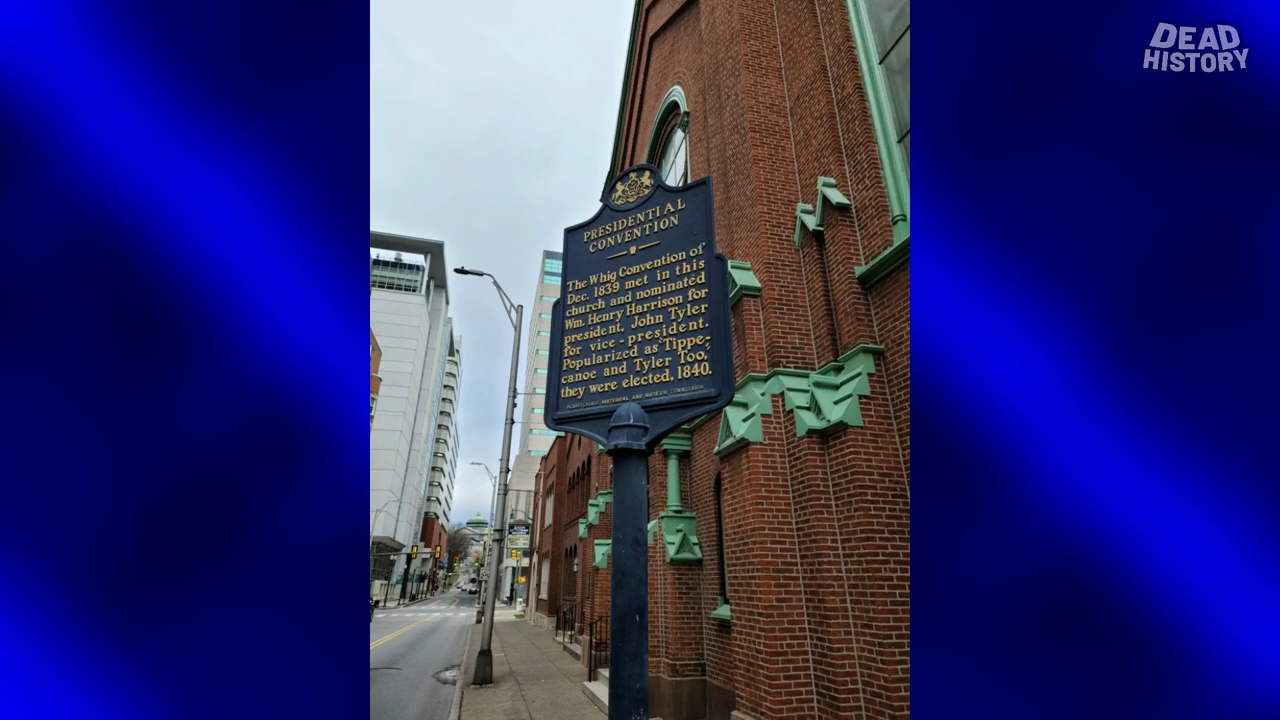 DEAD
HISTORY
PRESIDENTIAL
CONVENTION
The Whig Convention of
Dec. 1839 met in this
church and nominated
Wm. Henry Harrison for
president, John Tyler
for vice-president.
Popularized as "Tippe-
canoe and Tyler Too,"
they were elected, 1840.
PENNSYLVANIA HISTORICAL AND MUSEUM COMMISSION